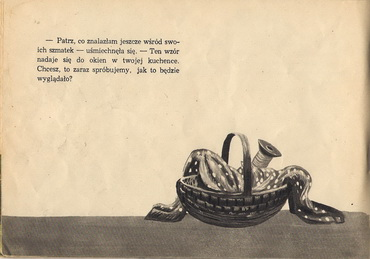 — Patrz, co znalazłam jeszcze wśród swo-
ich szmatek — uśmiechnęła się. — Ten wzór
nadaje się do okien w twojej kuchence.
Chcesz, to zaraz spróbujemy, jak to będzie
wyglądało?